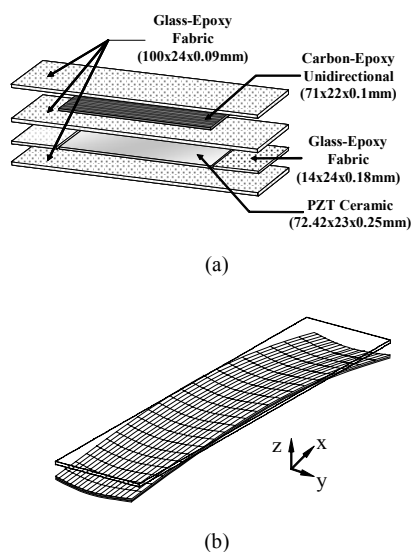 Glass-Epoxy
Fabric
(100x24x0.09mm)
Carbon-Epoxy
Unidirectional
(71x22x0.1mm)
Glass-Epoxy
Fabric
(14x24x0.18mm)
PZT Ceramic
(72.42x23x0.25mm)
(a)
z
x
y
(b)